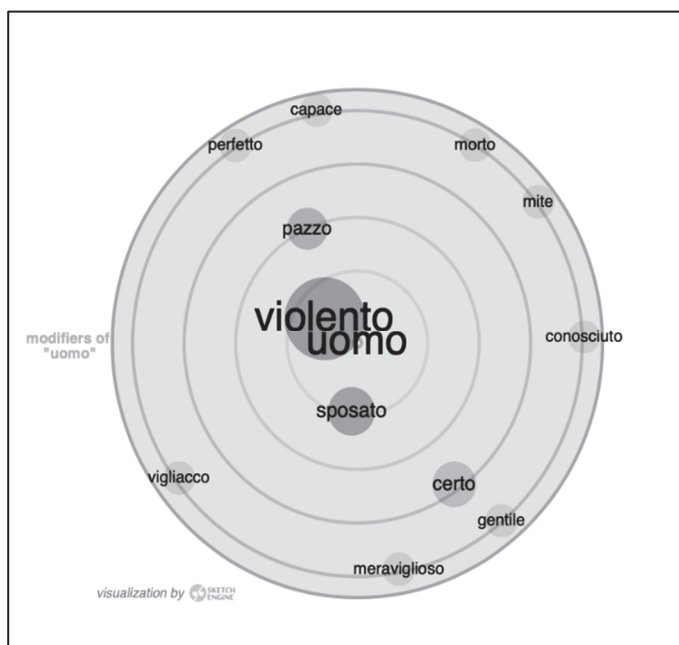 capace
perfetto
morto
mite
pazzo
violento
uomo
modifiers of
"uomo"
conosciuto
sposato
vigliacco
certo
gentile
meraviglioso
visualization by SKETCH
ENGINE